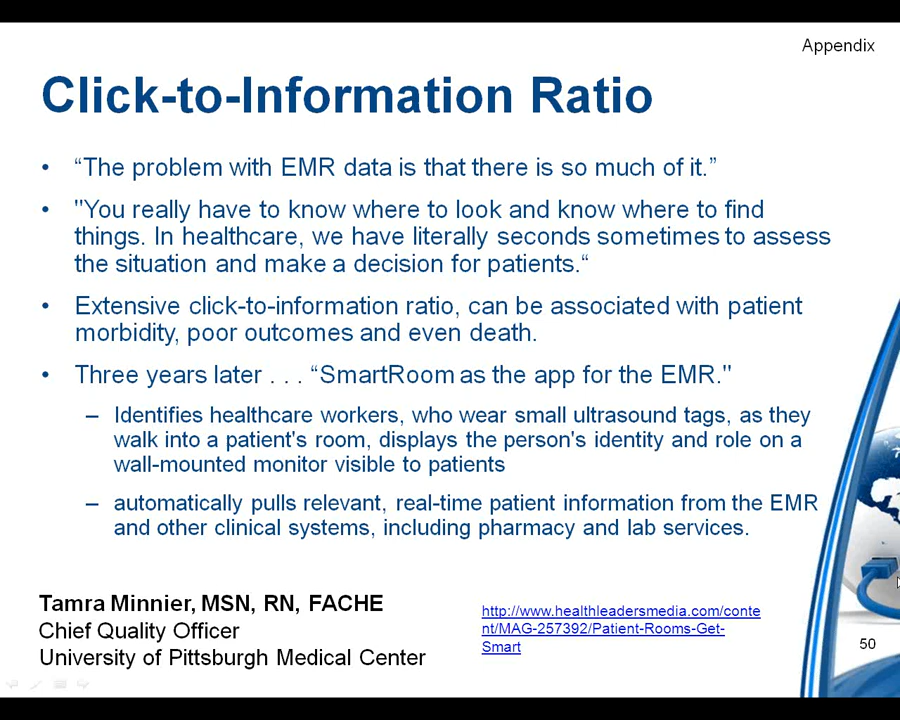 Appendix
Click-to-Information Ratio
• “The problem with EMR data is that there is so much of it.”
• "You really have to know where to look and know where to find
things. In healthcare, we have literally seconds sometimes to assess
the situation and make a decision for patients.“
• Extensive click-to-information ratio, can be associated with patient
morbidity, poor outcomes and even death.
• Three years later . . . “SmartRoom as the app for the EMR."
– Identifies healthcare workers, who wear small ultrasound tags, as they
walk into a patient's room, displays the person's identity and role on a
wall-mounted monitor visible to patients
– automatically pulls relevant, real-time patient information from the EMR
and other clinical systems, including pharmacy and lab services.
Tamra Minnier, MSN, RN, FACHE
Chief Quality Officer
University of Pittsburgh Medical Center
http://www.healthleadersmedia.com/conte
nt/MAG-257392/Patient-Rooms-Get-
Smart
50